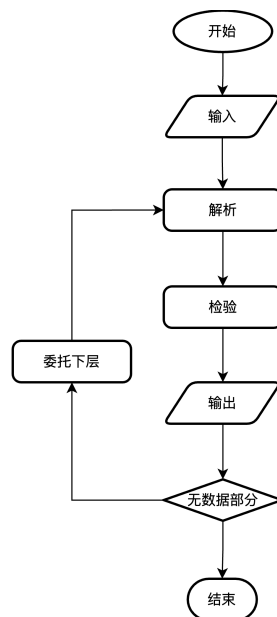 开始
输入
解析
检验
委托下层
输出
无数据部分
结束